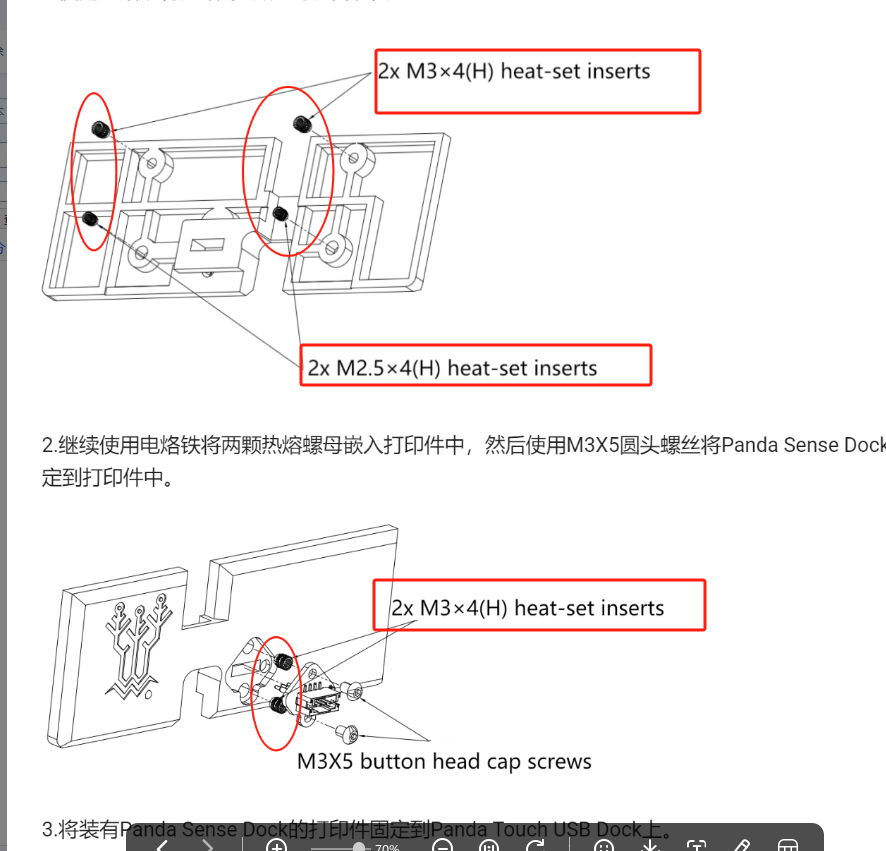 2x M3×4(H) heat-set inserts
2x M2.5×4(H) heat-set inserts
2.继续使用电烙铁将两颗热熔螺母嵌入打印件中，然后使用M3X5圆头螺丝将Panda Sense Dock
定到打印件中。
2x M3×4(H) heat-set inserts
M3X5 button head cap screws
3.将装有Panda Sense Dock的打印件固定到Panda Touch USB Dock上。
70%